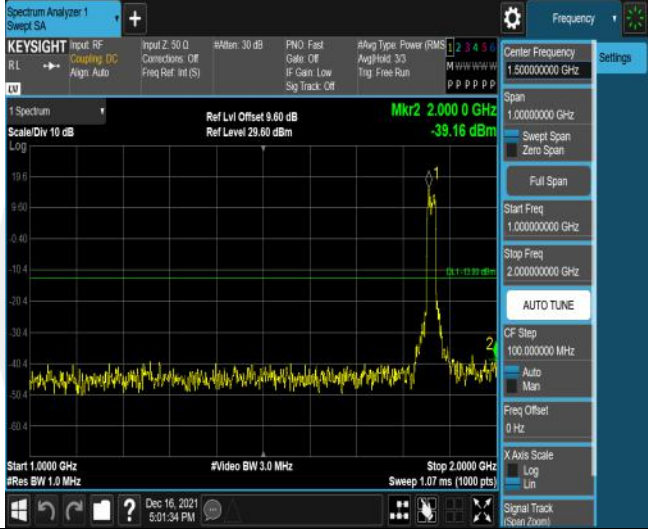 Spectrum Analyzer 1
Swept SA
+
Frequency
KEYSIGHT
RL
Input: RF
Coupling: DC
Align: Auto
Input Z: 50 Ω
Corrections: Off
Freq Ref: Int (S)
#Atten: 30 dB
PNO: Fast
Gate: Off
IF Gain: Low
Sig Track: Off
#Avg Type: Power (RMS
Avg|Hold: 3/3
Trig: Free Run
1 2 3 4 5 6
M W W W W W
P P P P P P
LV
1 Spectrum
Scale/Div 10 dB
Log
Ref Lvl Offset 9.60 dB
Ref Level 29.60 dBm
Mkr2 2.000 0 GHz
-39.16 dBm
19.6
9.60
-0.40
-10.4
-20.4
-30.4
-40.4
-50.4
-60.4
1
DL1 -13.00 dBm
2
Start 1.0000 GHz
#Res BW 1.0 MHz
#Video BW 3.0 MHz
Stop 2.0000 GHz
Sweep 1.07 ms (1000 pts)
?
Dec 16, 2021
5:01:34 PM
Center Frequency
1.500000000 GHz
Settings
Span
1.00000000 GHz
Swept Span
Zero Span
Full Span
Start Freq
1.000000000 GHz
Stop Freq
2.000000000 GHz
AUTO TUNE
CF Step
100.000000 MHz
Auto
Man
Freq Offset
0 Hz
X Axis Scale
Log
Lin
Signal Track
(Span Zoom)